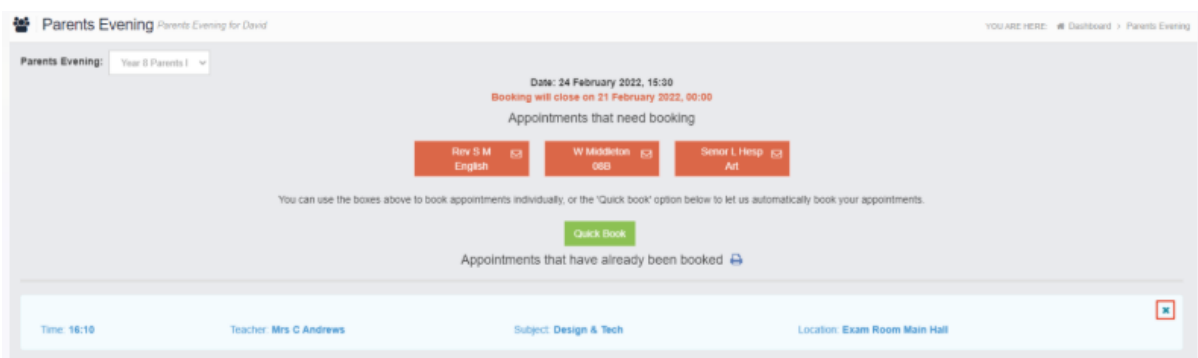 Parents Evening Parents Evening for David
YOU ARE HERE: Dashboard > Parents Evening
Parents Evening: Year 8 Parents I
Date: 24 February 2022, 15:30
Booking will close on 21 February 2022, 00:00
Appointments that need booking
Rev S M
English
W Middleton
08B
Senor L Hesp
Art
You can use the boxes above to book appointments individually, or the 'Quick book' option below to let us automatically book your appointments.
Quick Book
Appointments that have already been booked
Time: 16:10 Teacher: Mrs C Andrews Subject: Design & Tech Location: Exam Room Main Hall